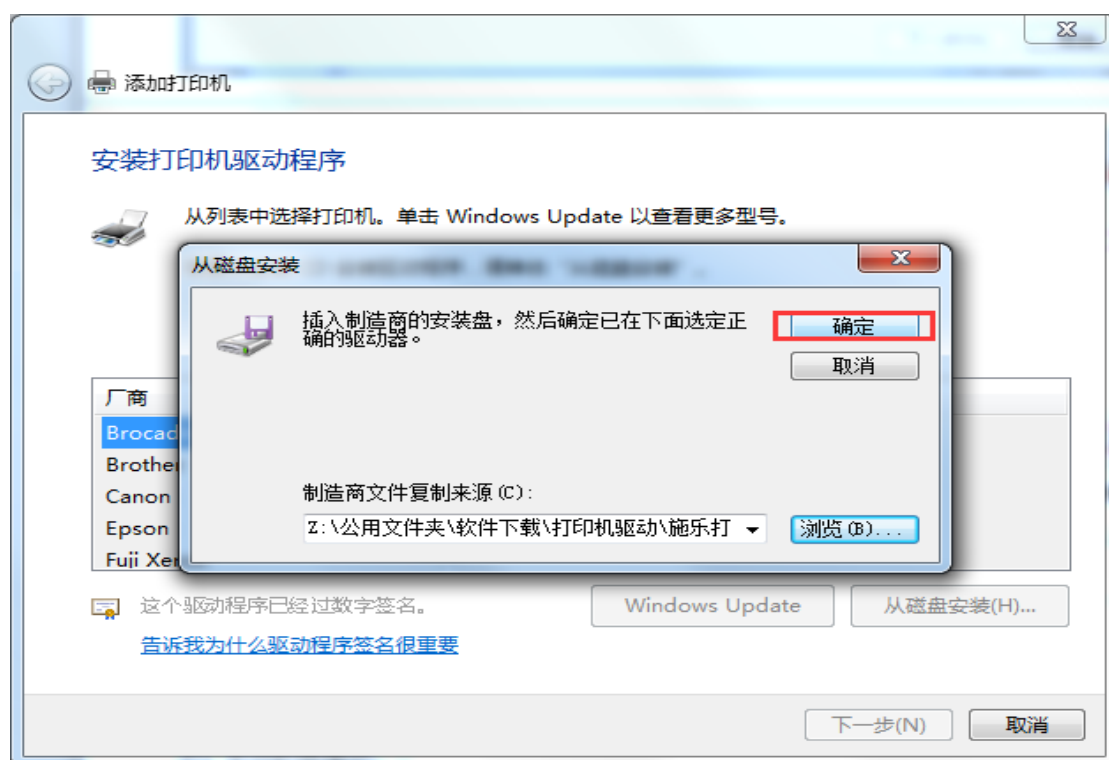 添加打印机
安装打印机驱动程序
从列表中选择打印机。单击 Windows Update 以查看更多型号。
从磁盘安装
插入制造商的安装盘，然后确定已在下面选定正
确的驱动器。
确定
取消
厂商
Brocad
Brother
Canon
Epson
Fuji Xer
制造商文件复制来源(C):
Z:\公用文件夹\软件下载\打印机驱动\施乐打
浏览(B)...
这个驱动程序已经过数字签名。
Windows Update
从磁盘安装(H)...
告诉我为什么驱动程序签名很重要
下一步(N)
取消